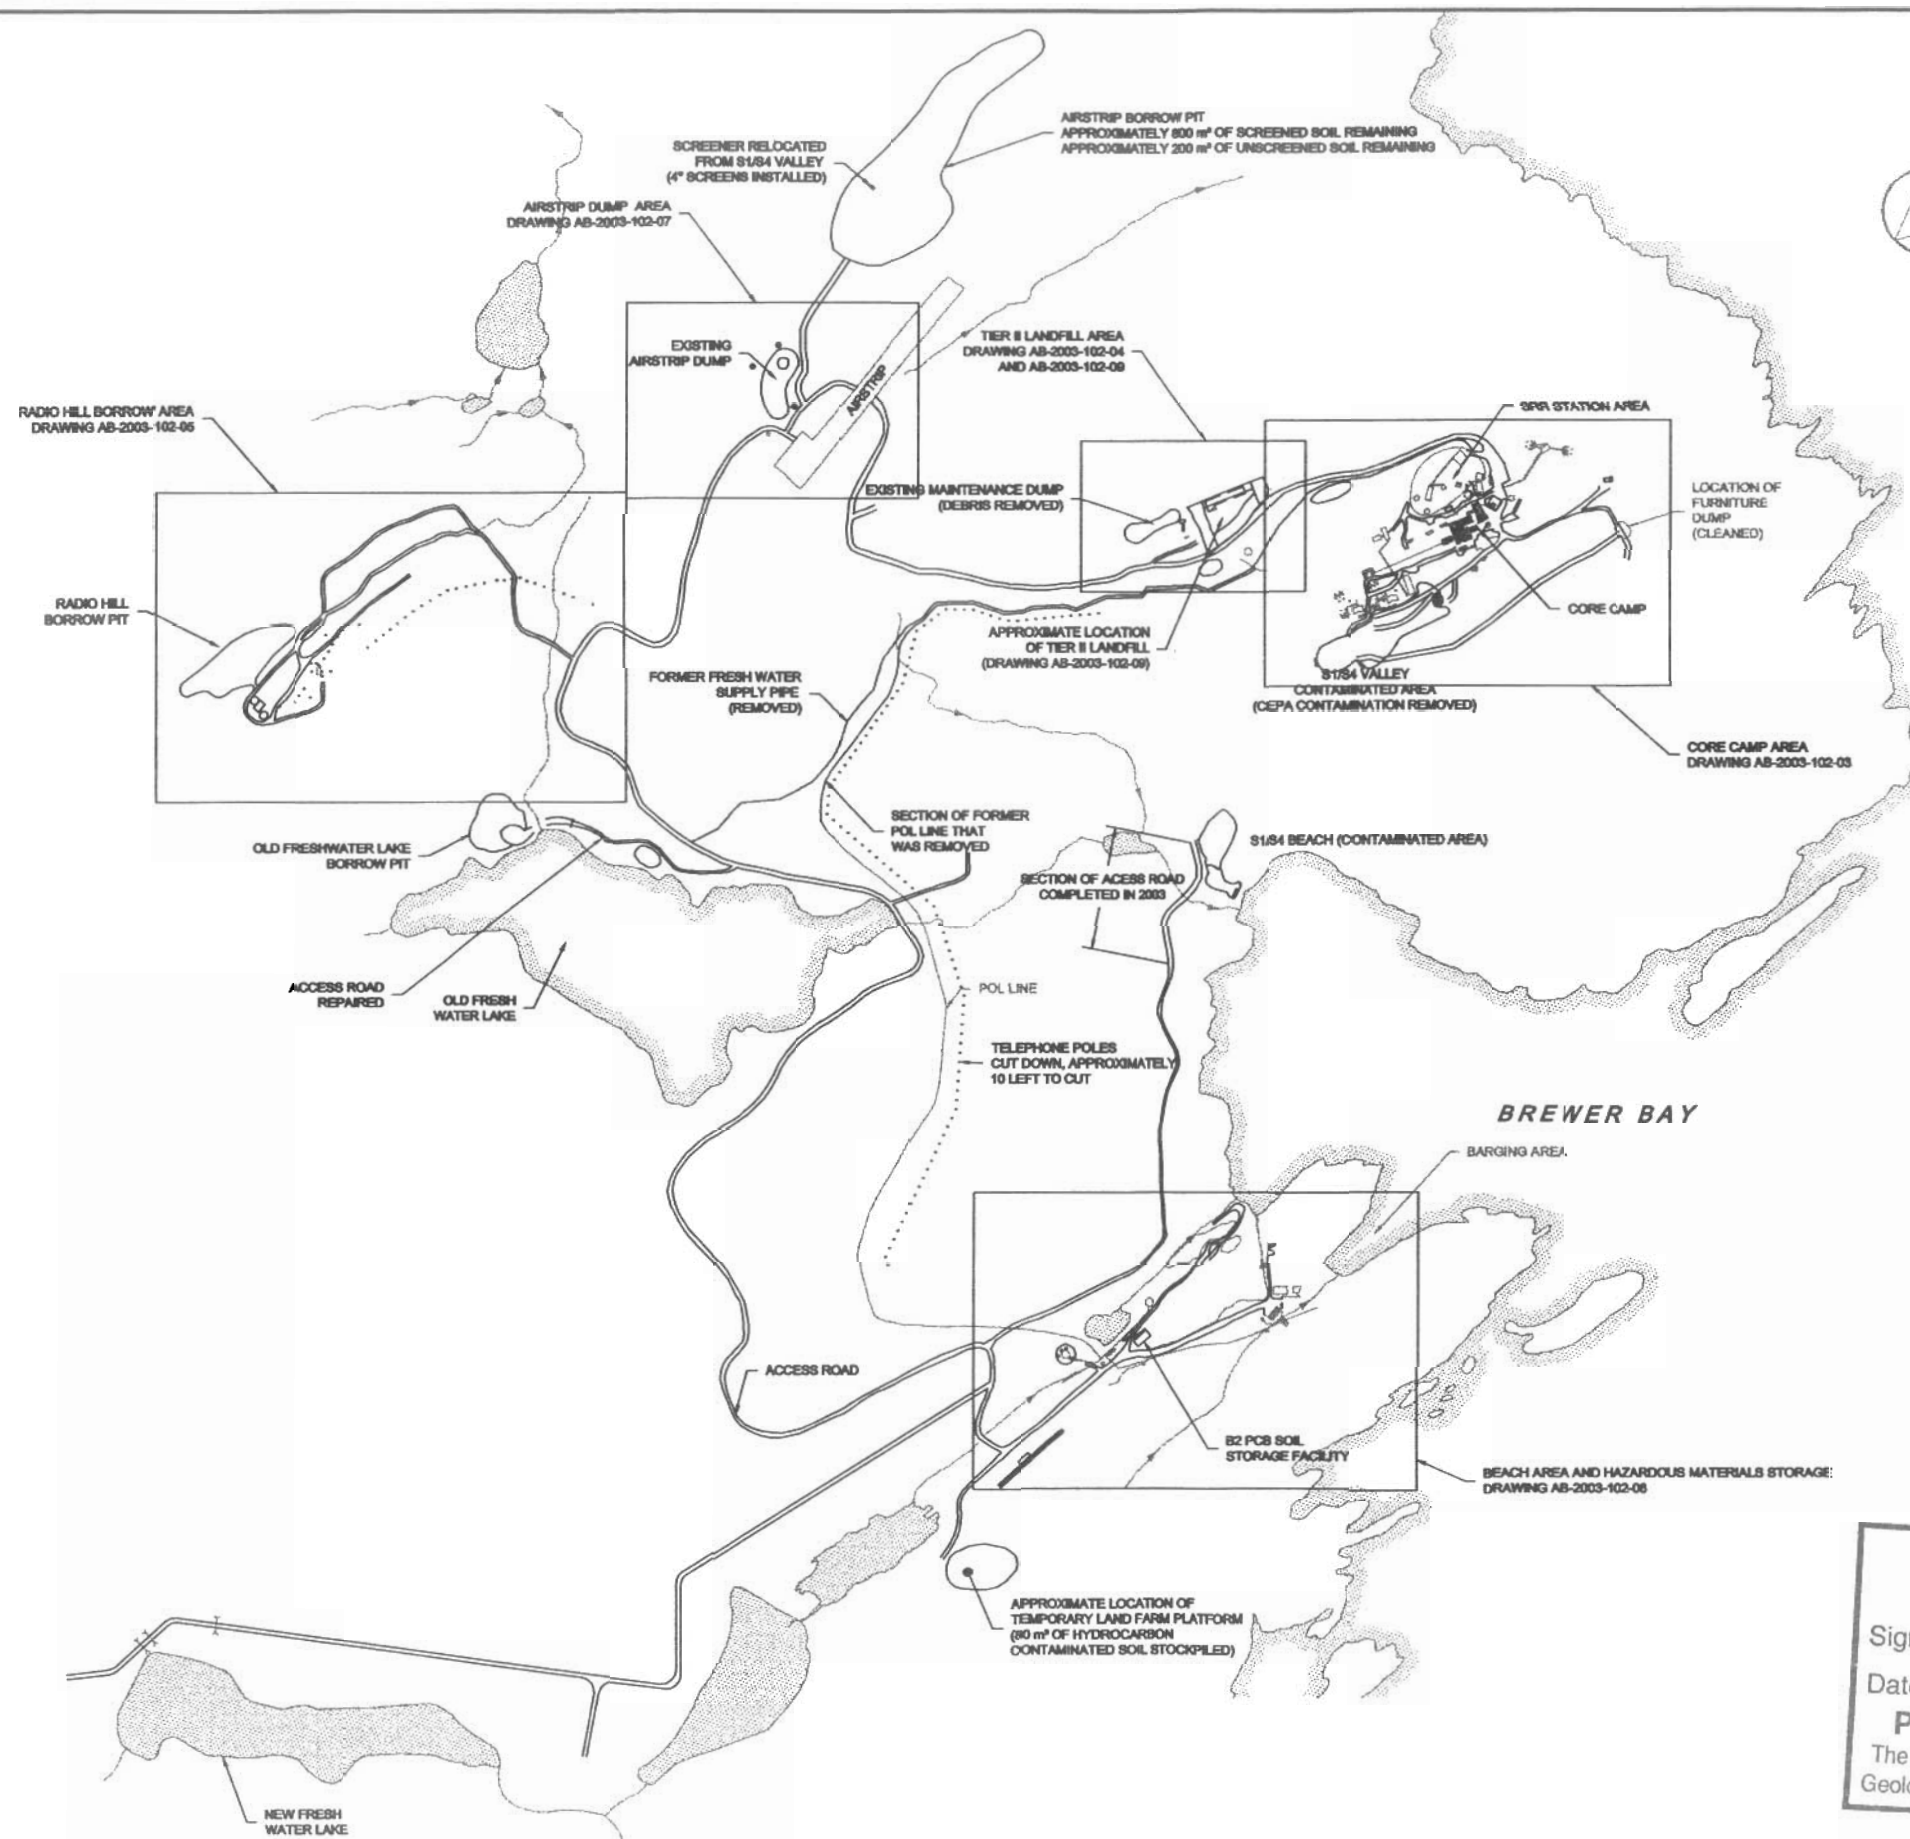 AIRSTRIP BORROW PIT
APPROXIMATELY 800 m³ OF SCREENED SOIL REMAINING
APPROXIMATELY 200 m³ OF UNSCREENED SOIL REMAINING
SCREENER RELOCATED
FROM S1/S4 VALLEY
(4" SCREENS INSTALLED)
AIRSTRIP DUMP AREA
DRAWING AB-2003-102-07
EXISTING
AIRSTRIP DUMP
AIRSTRIP
TIER II LANDFILL AREA
DRAWING AB-2003-102-04
AND AB-2003-102-09
RADIO HILL BORROW AREA
DRAWING AB-2003-102-05
STATION AREA
EXISTING MAINTENANCE DUMP
(DEBRIS REMOVED)
LOCATION OF
FURNITURE
DUMP
(CLEANED)
RADIO HILL
BORROW PIT
CORE CAMP
APPROXIMATE LOCATION
OF TIER II LANDFILL
(DRAWING AB-2003-102-09)
FORMER FRESH WATER
SUPPLY PIPE
(REMOVED)
S1/S4 VALLEY
CONTAMINATED AREA
(CEPA CONTAMINATION REMOVED)
CORE CAMP AREA
DRAWING AB-2003-102-03
SECTION OF FORMER
POL LINE THAT
WAS REMOVED
OLD FRESHWATER LAKE
BORROW PIT
S1/S4 BEACH (CONTAMINATED AREA)
SECTION OF ACESS ROAD
COMPLETED IN 2003
ACCESS ROAD
REPAIRED
OLD FRESH
WATER LAKE
POL LINE
TELEPHONE POLES
CUT DOWN, APPROXIMATELY
10 LEFT TO CUT
BREWER BAY
BARGING AREA
ACCESS ROAD
B2 PCB SOIL
STORAGE FACILITY
BEACH AREA AND HAZARDOUS MATERIALS STORAGE
DRAWING AB-2003-102-06
APPROXIMATE LOCATION OF
TEMPORARY LAND FARM PLATFORM
(80 m³ OF HYDROCARBON
CONTAMINATED SOIL STOCKPILED)
NEW FRESH
WATER LAKE
Sig
Dat
P
The
Geol